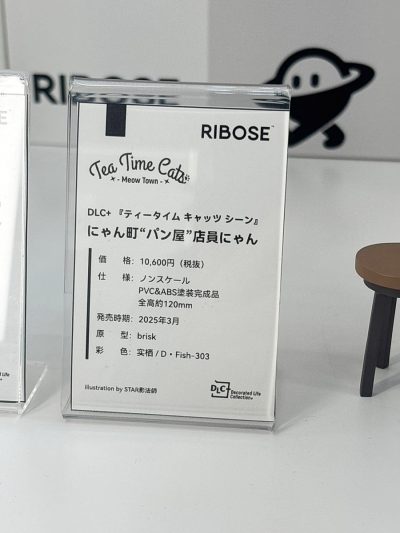 RIBOSE
RIBOSE™
Tea Time Cats
- Meow Town -
DLC+ 『ティータイム キャッツ シーン』
にゃん町“パン屋”店員にゃん
価　格：10,600円（税抜）
仕　様：ノンスケール
PVC&ABS塗装完成品
全高約120mm
発売時期：2025年3月
原　型：brisk
彩　色：实栖 / D・Fish-303
illustration by STAR影法師
DLC+ Decorated Life Collection+